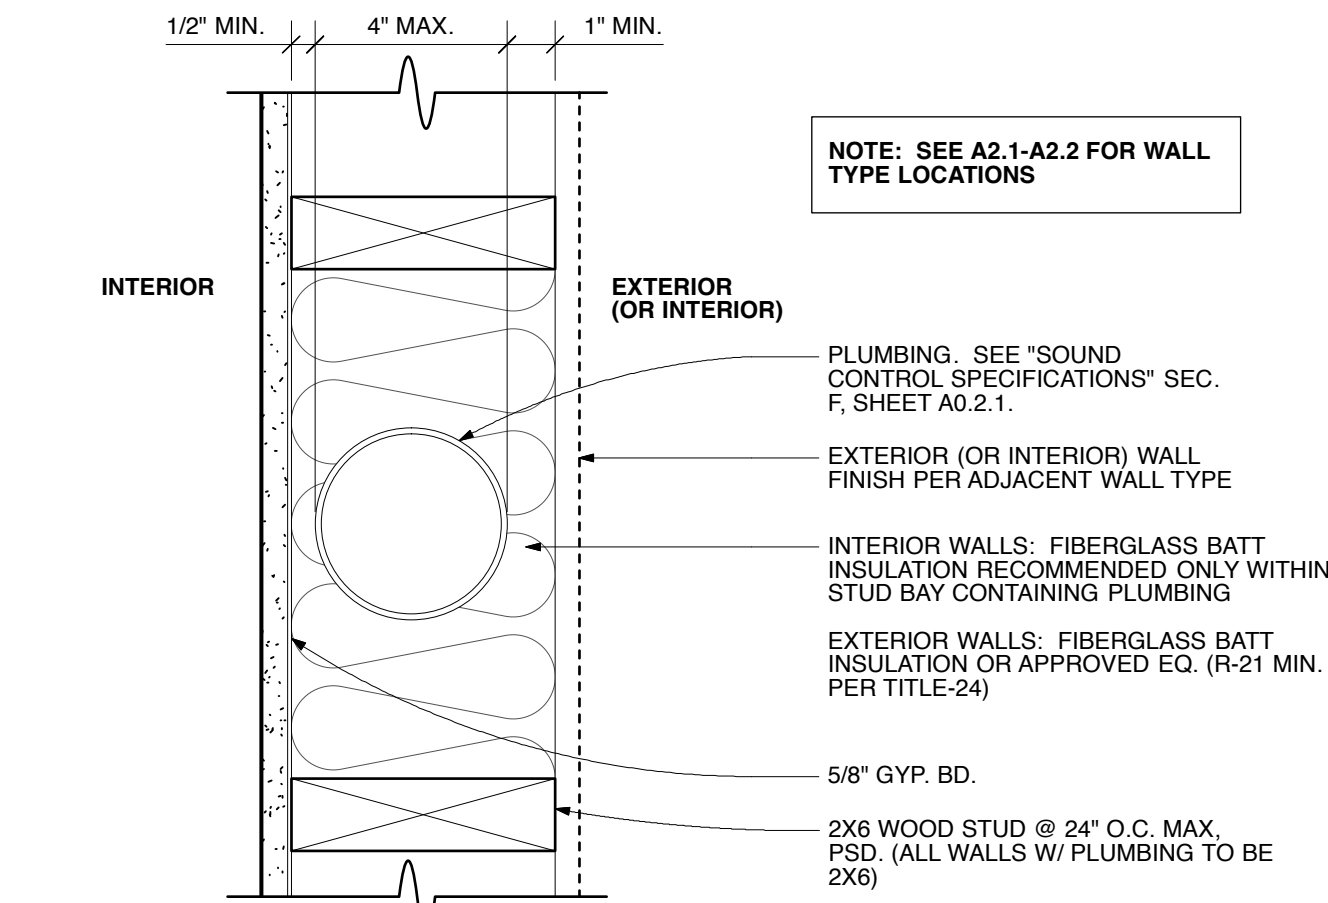 1/2" MIN.
4" MAX.
1" MIN.
NOTE: SEE A2.1-A2.2 FOR WALL
TYPE LOCATIONS
INTERIOR
EXTERIOR
(OR INTERIOR)
PLUMBING. SEE "SOUND
CONTROL SPECIFICATIONS" SEC.
F, SHEET A0.2.1.
EXTERIOR (OR INTERIOR) WALL
FINISH PER ADJACENT WALL TYPE
INTERIOR WALLS: FIBERGLASS BATT
INSULATION RECOMMENDED ONLY WITHIN
STUD BAY CONTAINING PLUMBING
EXTERIOR WALLS: FIBERGLASS BATT
INSULATION OR APPROVED EQ. (R-21 MIN.
PER TITLE-24)
5/8" GYP. BD.
2X6 WOOD STUD @ 24" O.C. MAX,
PSD. (ALL WALLS W/ PLUMBING TO BE
2X6)